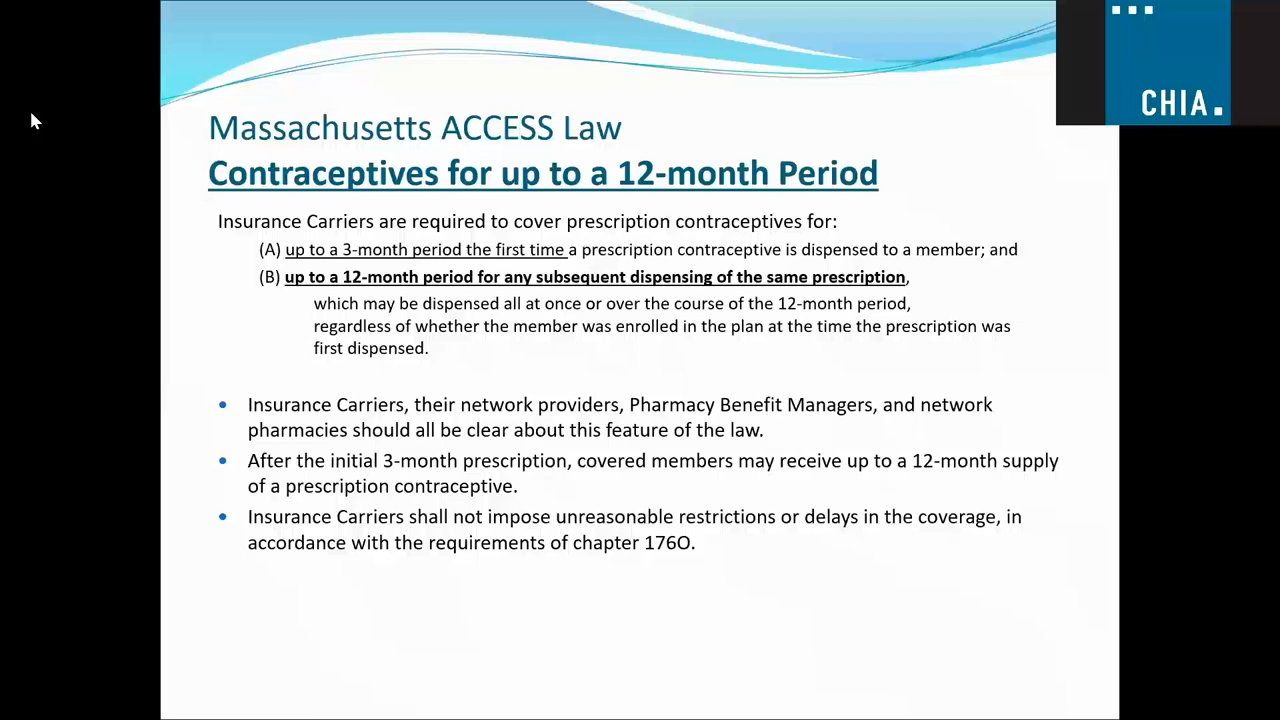 CHIA.
Massachusetts ACCESS Law
Contraceptives for up to a 12-month Period
Insurance Carriers are required to cover prescription contraceptives for:
(A) up to a 3-month period the first time a prescription contraceptive is dispensed to a member; and
(B) up to a 12-month period for any subsequent dispensing of the same prescription,
which may be dispensed all at once or over the course of the 12-month period,
regardless of whether the member was enrolled in the plan at the time the prescription was
first dispensed.
• Insurance Carriers, their network providers, Pharmacy Benefit Managers, and network
pharmacies should all be clear about this feature of the law.
• After the initial 3-month prescription, covered members may receive up to a 12-month supply
of a prescription contraceptive.
• Insurance Carriers shall not impose unreasonable restrictions or delays in the coverage, in
accordance with the requirements of chapter 176O.